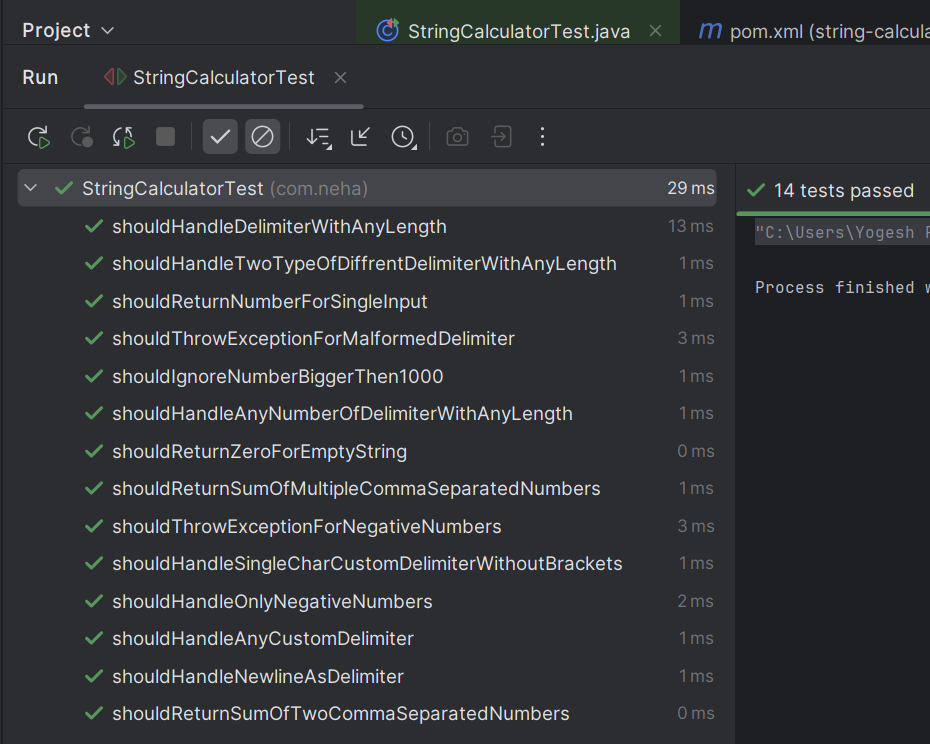 Project
StringCalculatorTest.java
pom.xml (string-calcula
Run
StringCalculatorTest
StringCalculatorTest (com.neha) 29 ms
shouldHandleDelimiterWithAnyLength 13 ms
shouldHandleTwoTypeOfDiffrentDelimiterWithAnyLength 1 ms
shouldReturnNumberForSingleInput 1 ms
shouldThrowExceptionForMalformedDelimiter 3 ms
shouldIgnoreNumberBiggerThen1000 1 ms
shouldHandleAnyNumberOfDelimiterWithAnyLength 1 ms
shouldReturnZeroForEmptyString 0 ms
shouldReturnSumOfMultipleCommaSeparatedNumbers 1 ms
shouldThrowExceptionForNegativeNumbers 3 ms
shouldHandleSingleCharCustomDelimiterWithoutBrackets 1 ms
shouldHandleOnlyNegativeNumbers 2 ms
shouldHandleAnyCustomDelimiter 1 ms
shouldHandleNewlineAsDelimiter 1 ms
shouldReturnSumOfTwoCommaSeparatedNumbers 0 ms
14 tests passed
"C:\Users\Yogesh
Process finished